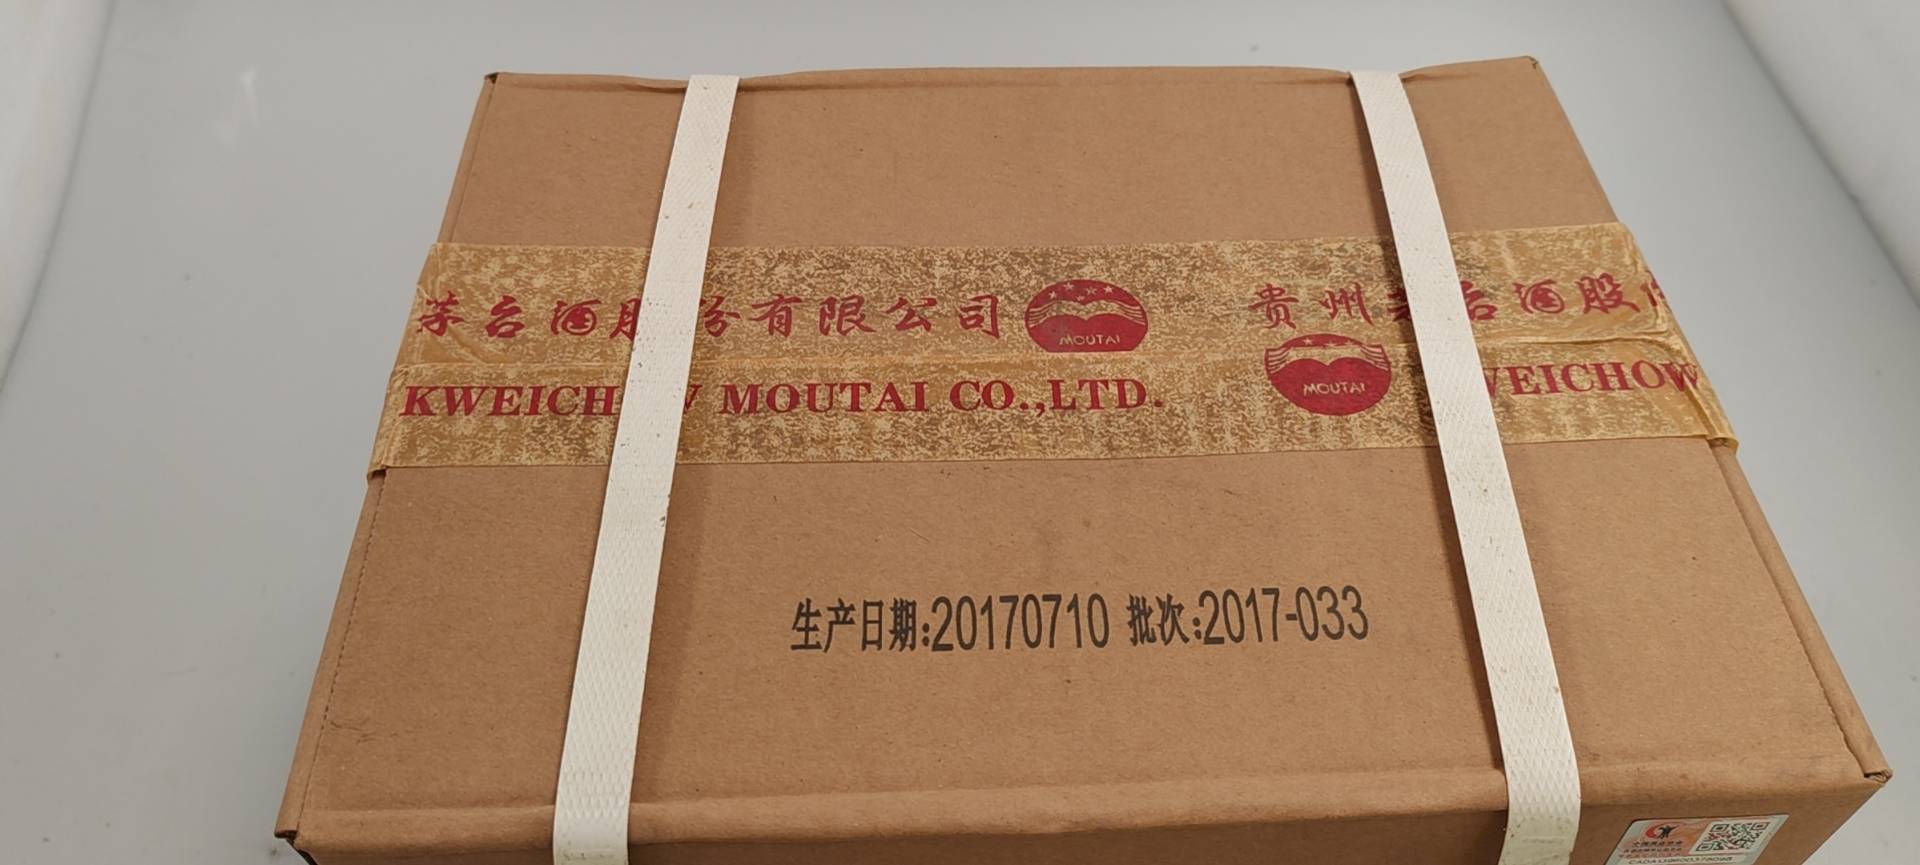 茅台酒股份有限公司 MOUTAI 贵州茅台酒股份
KWEICHOW MOUTAI CO.,LTD. MOUTAI KWEICHOW
生产日期:20170710 批次:2017-033